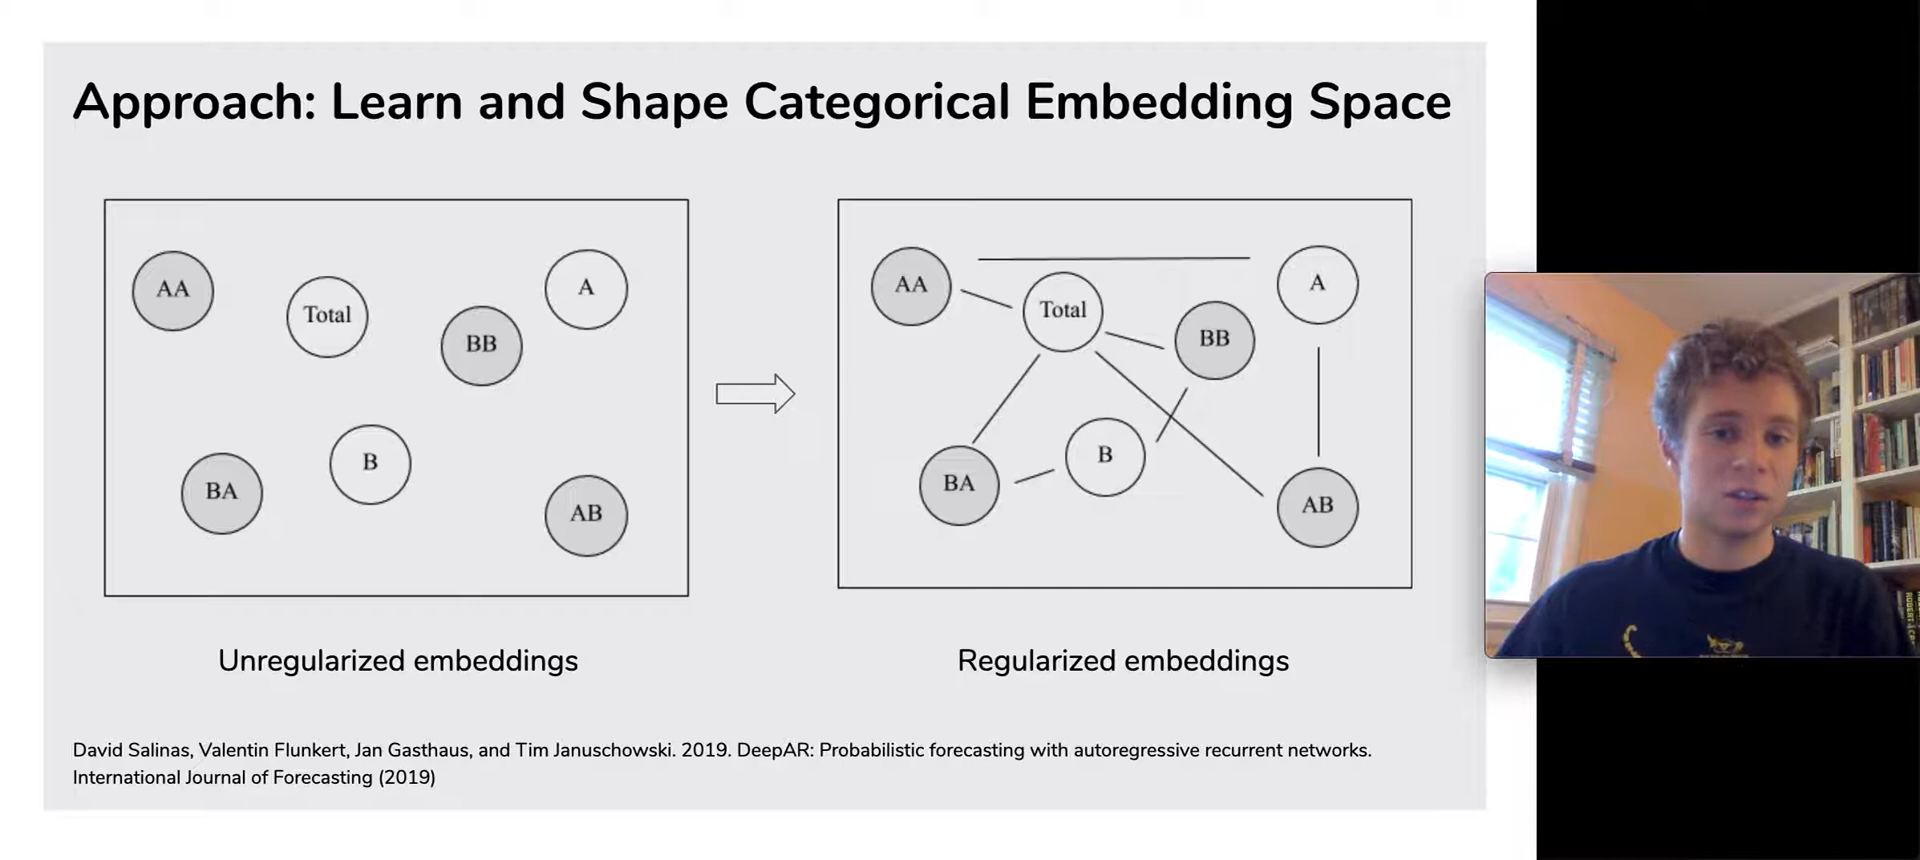 Approach: Learn and Shape Categorical Embedding Space
AA
Total
BB
A
BA
B
AB
AA
Total
BB
A
BA
B
AB
Unregularized embeddings
Regularized embeddings
David Salinas, Valentin Flunkert, Jan Gasthaus, and Tim Januschowski. 2019. DeepAR: Probabilistic forecasting with autoregressive recurrent networks.
International Journal of Forecasting (2019)